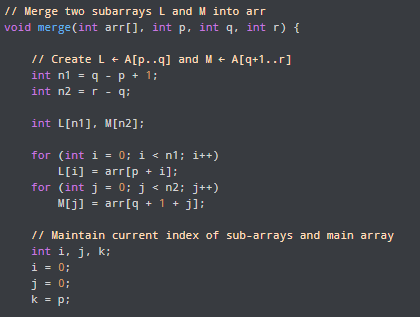 // Merge two subarrays L and M into arr
void merge(int arr[], int p, int q, int r) {
// Create L ← A[p..q] and M ← A[q+1..r]
int n1 = q - p + 1;
int n2 = r - q;
int L[n1], M[n2];
for (int i = 0; i < n1; i++)
L[i] = arr[p + i];
for (int j = 0; j < n2; j++)
M[j] = arr[q + 1 + j];
// Maintain current index of sub-arrays and main array
int i, j, k;
i = 0;
j = 0;
k = p;